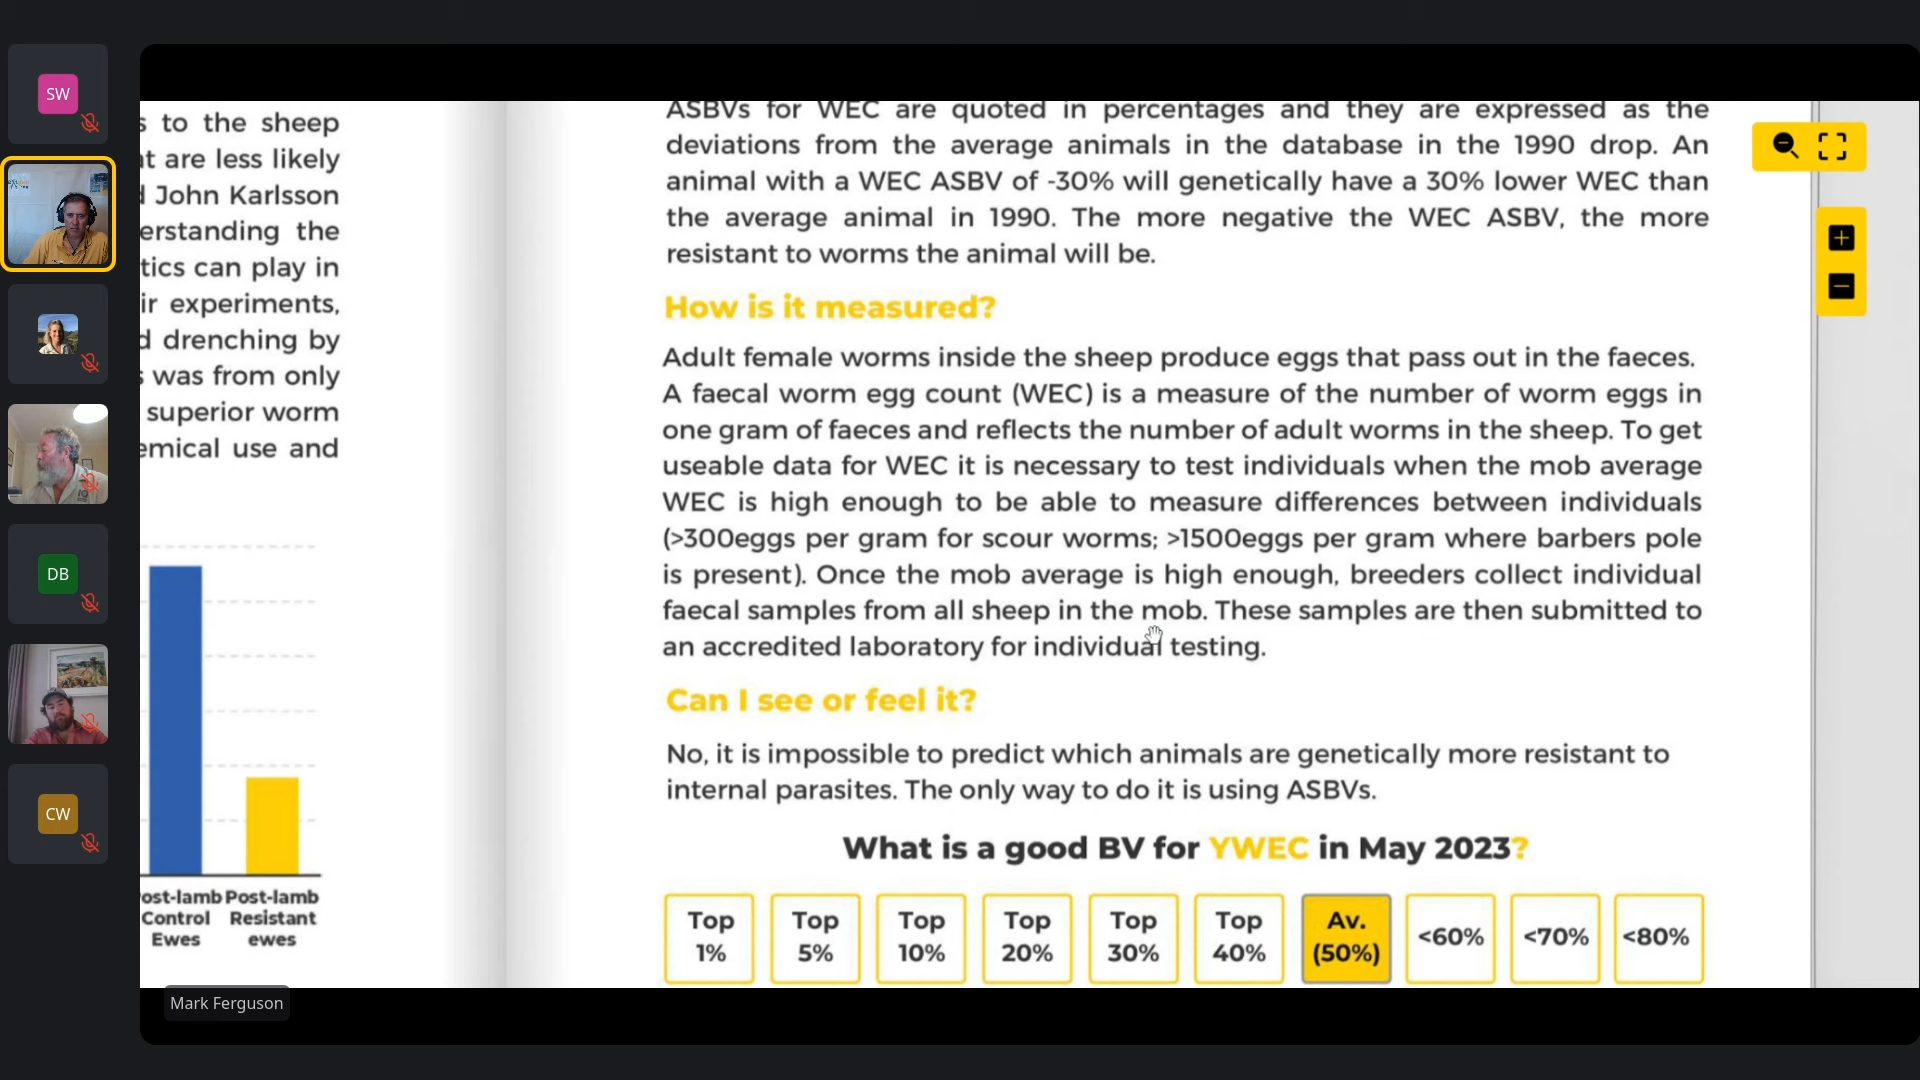 SW
DB
CW
s to the sheep
at are less likely
d John Karlsson
erstanding the
tics can play in
ir experiments,
d drenching by
s was from only
superior worm
emical use and
Post-lamb Control Ewes
Post-lamb Resistant ewes
ASBVs for WEC are quoted in percentages and they are expressed as the
deviations from the average animals in the database in the 1990 drop. An
animal with a WEC ASBV of -30% will genetically have a 30% lower WEC than
the average animal in 1990. The more negative the WEC ASBV, the more
resistant to worms the animal will be.
How is it measured?
Adult female worms inside the sheep produce eggs that pass out in the faeces.
A faecal worm egg count (WEC) is a measure of the number of worm eggs in
one gram of faeces and reflects the number of adult worms in the sheep. To get
useable data for WEC it is necessary to test individuals when the mob average
WEC is high enough to be able to measure differences between individuals
(>300eggs per gram for scour worms; >1500eggs per gram where barbers pole
is present). Once the mob average is high enough, breeders collect individual
faecal samples from all sheep in the mob. These samples are then submitted to
an accredited laboratory for individual testing.
Can I see or feel it?
No, it is impossible to predict which animals are genetically more resistant to
internal parasites. The only way to do it is using ASBVs.
What is a good BV for YWEC in May 2023?
Top 1%
Top 5%
Top 10%
Top 20%
Top 30%
Top 40%
Av. (50%)
<60%
<70%
<80%
Mark Ferguson